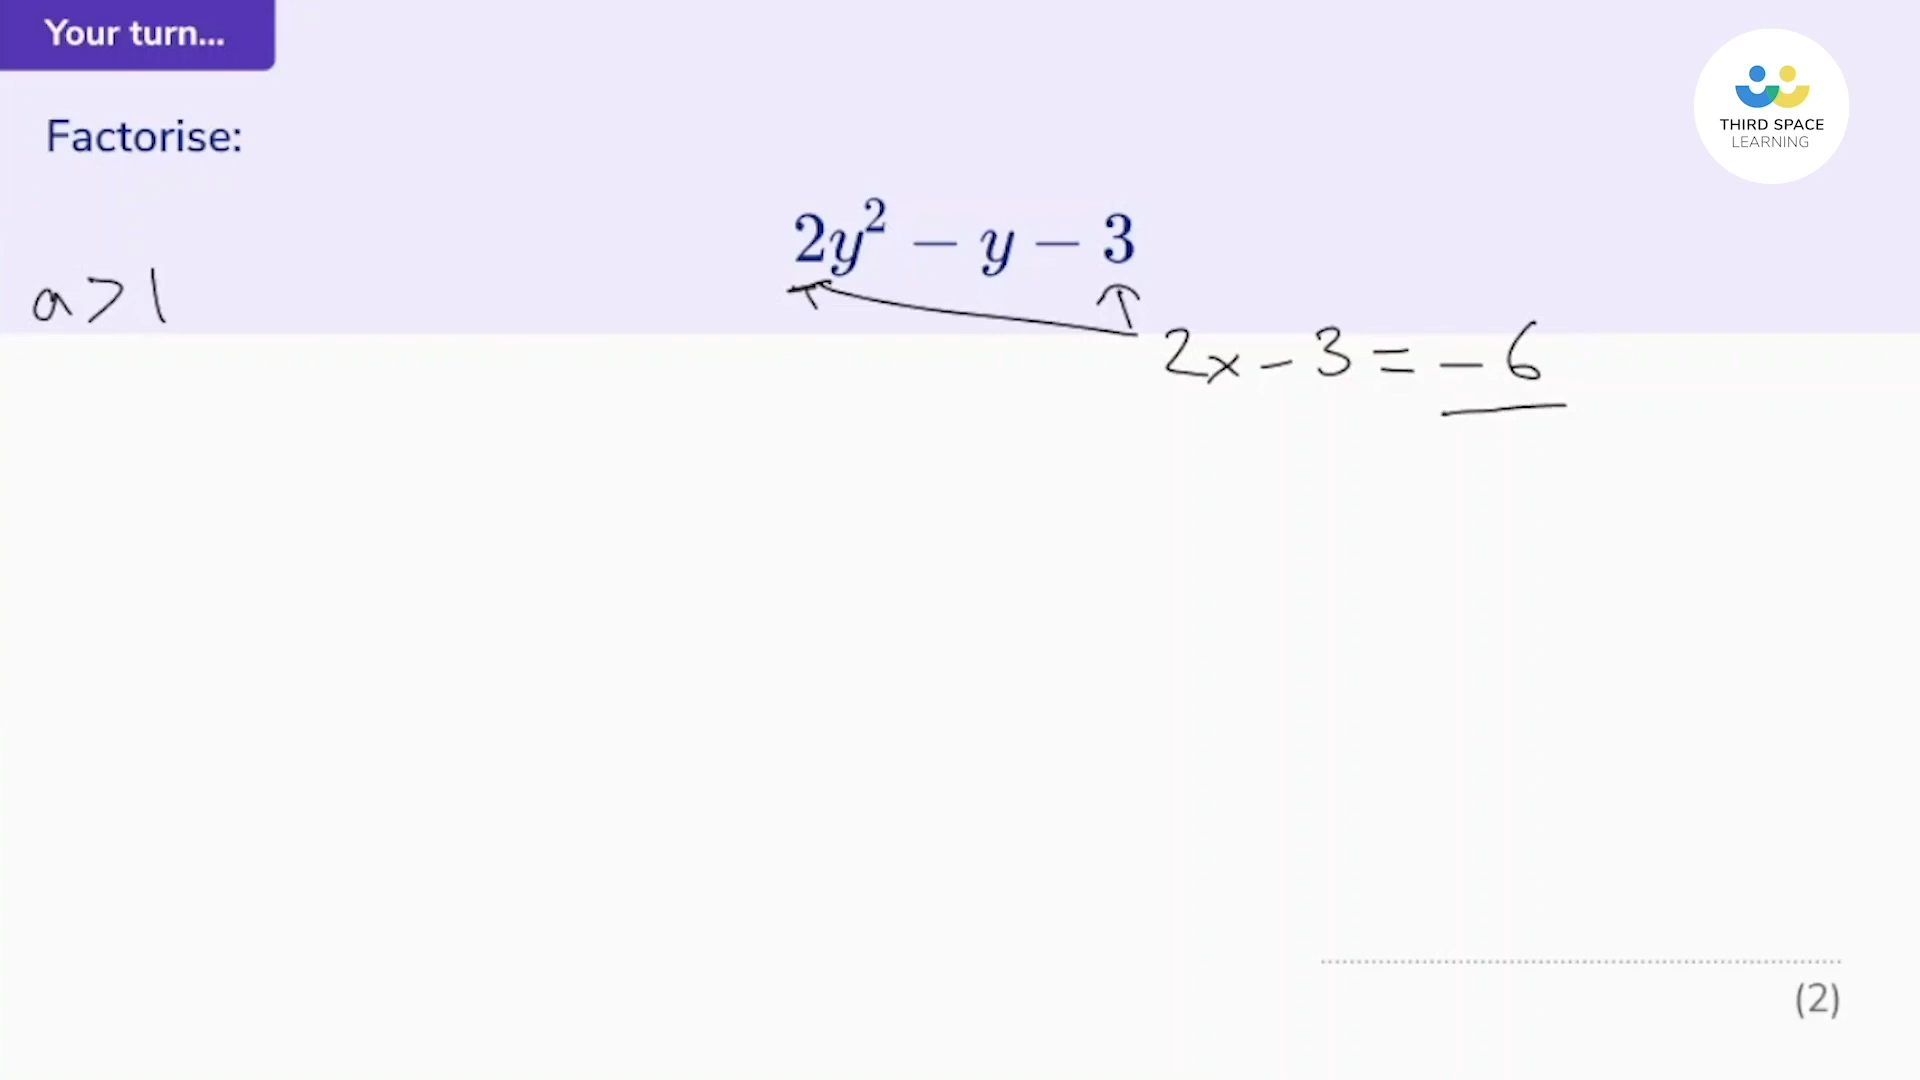 Your turn...
THIRD SPACE
LEARNING
Factorise:
2y² − y − 3
a > 1
2x − 3 = − 6
(2)